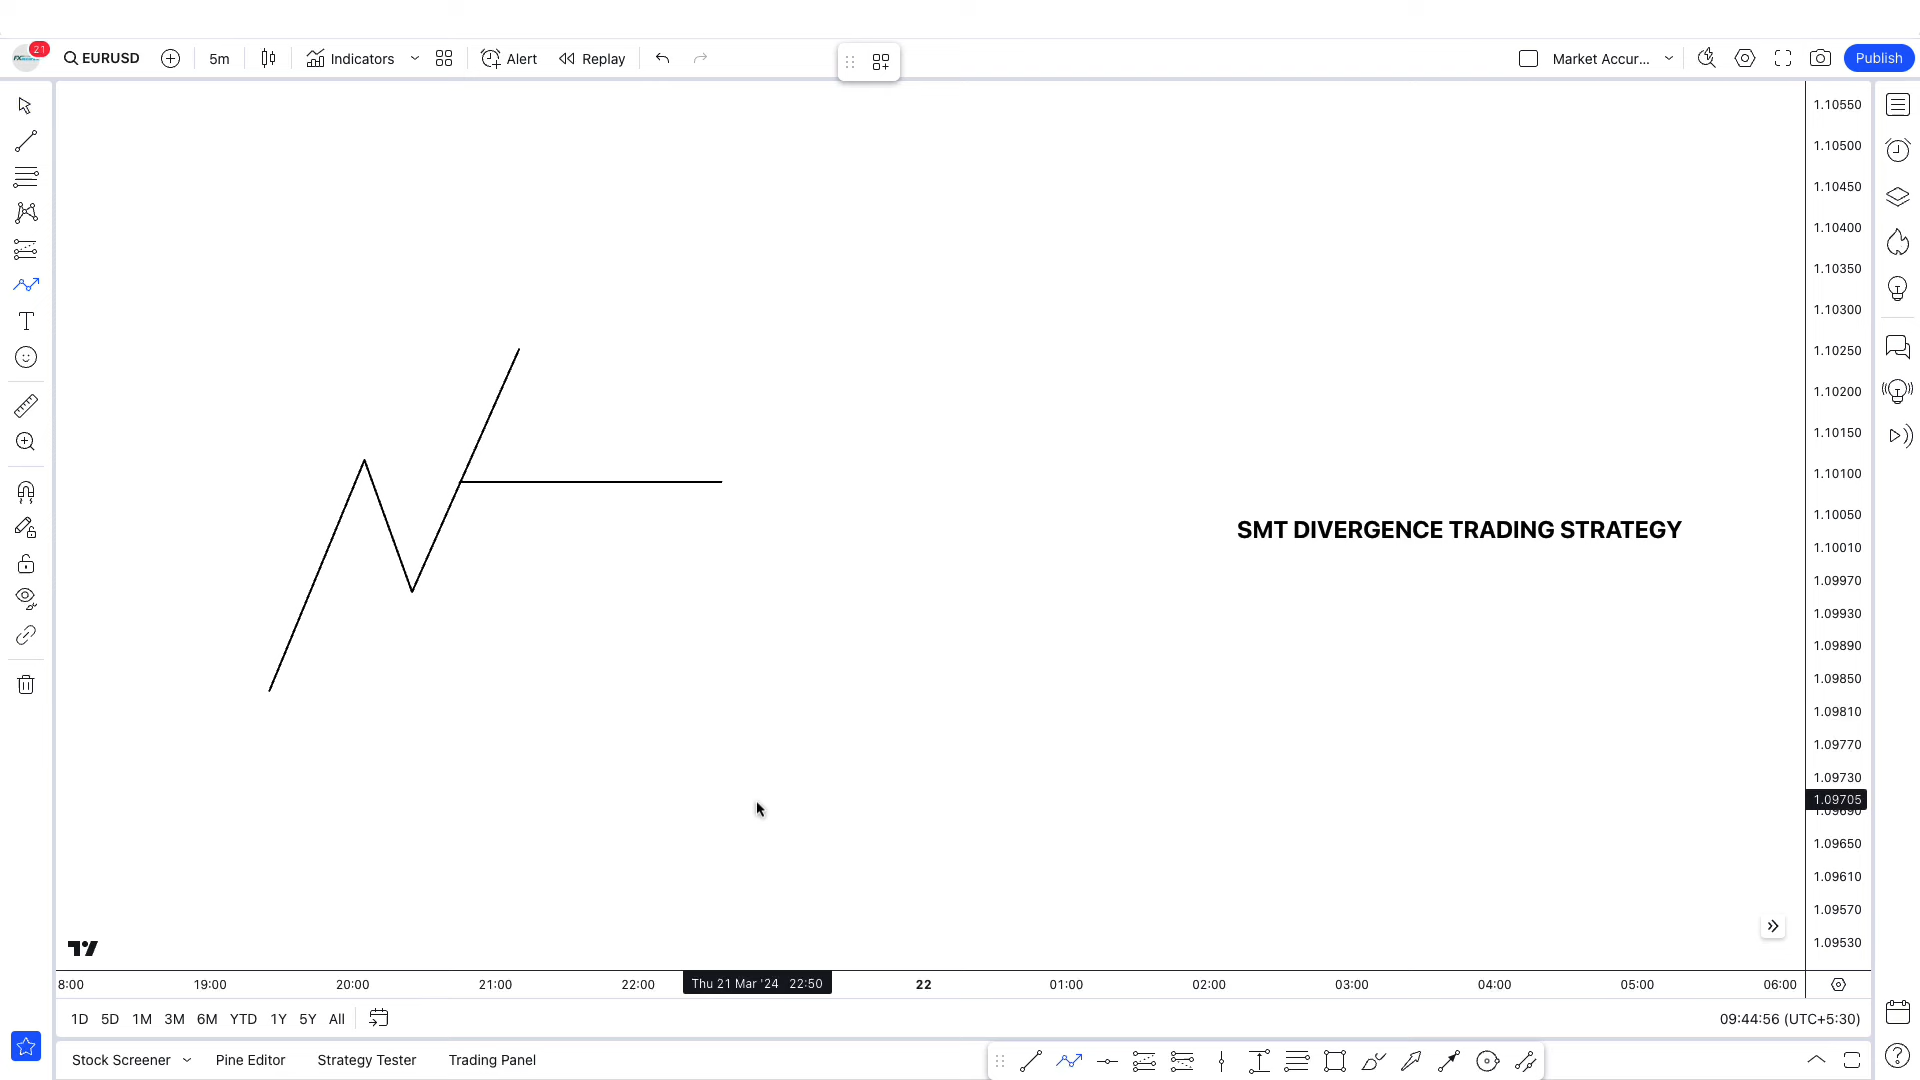 21
EURUSD
5m
Indicators
Alert
Replay
Market Accur...
Publish
1.10550
1.10500
1.10450
1.10400
1.10350
1.10300
1.10250
1.10200
1.10150
1.10100
1.10050
1.10010
1.09970
1.09930
1.09890
1.09850
1.09810
1.09770
1.09730
1.09705
1.09690
1.09650
1.09610
1.09570
1.09530
SMT DIVERGENCE TRADING STRATEGY
8:00 19:00 20:00 21:00 22:00 Thu 21 Mar '24 22:50 22 01:00 02:00 03:00 04:00 05:00 06:00
1D 5D 1M 3M 6M YTD 1Y 5Y All
09:44:56 (UTC+5:30)
Stock Screener Pine Editor Strategy Tester Trading Panel